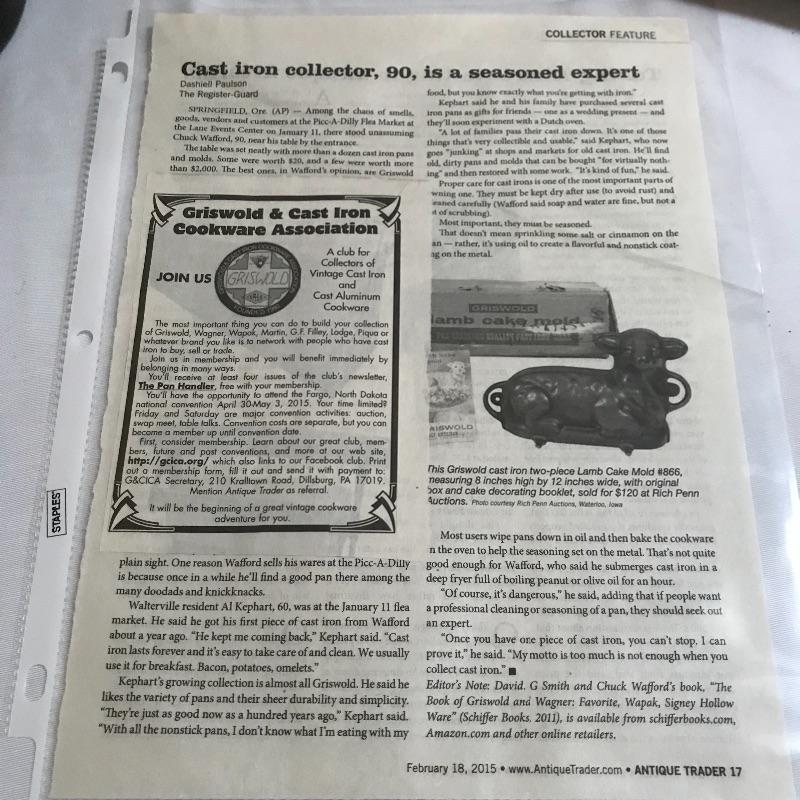 COLLECTOR FEATURE
Cast iron collector, 90, is a seasoned expert
Dashiell Paulson
The Register-Guard
SPRINGFIELD, Ore. (AP) — Among the chaos of smells,
goods, vendors and customers at the Picc-A-Dilly Flea Market at
the Lane Events Center on January 11, there stood unassuming
Chuck Wafford, 90, near his table by the entrance.
The table was set neatly with more than a dozen cast iron pans
and molds. Some were worth $20, and a few were worth more
than $2,000. The best ones, in Wafford's opinion, are Griswold
Griswold & Cast Iron
Cookware Association
JOIN US
GRISWOLD
A club for
Collectors of
Vintage Cast Iron
and
Cast Aluminum
Cookware
The most important thing you can do to build your collection
of Griswold, Wagner, Wapak, Martin, G.F. Filley, Lodge, Piqua or
whatever brand you like is to network with people who have cast
iron to buy, sell or trade.
Join us in membership and you will benefit immediately by
belonging in many ways.
You'll receive at least four issues of the club's newsletter,
The Pan Handler, free with your membership.
You'll have the opportunity to attend the Fargo, North Dakota
national convention April 30-May 3, 2015. Your time limited?
Friday and Saturday are major convention activities: auction,
swap meet, table talks. Convention costs are separate, but you can
become a member up until convention date.
First, consider membership. Learn about our great club, mem-
bers, future and past conventions, and more at our web site,
http://gcica.org/ which also links to our Facebook club. Print
out a membership form, fill it out and send it with payment to:
G&CICA Secretary, 210 Kralltown Road, Dillsburg, PA 17019.
Mention Antique Trader as referral.
It will be the beginning of a great vintage cookware
adventure for you.
plain sight. One reason Wafford sells his wares at the Picc-A-Dilly
is because once in a while he'll find a good pan there among the
many doodads and knickknacks.
Walterville resident Al Kephart, 60, was at the January 11 flea
market. He said he got his first piece of cast iron from Wafford
about a year ago. "He kept me coming back," Kephart said. "Cast
iron lasts forever and it's easy to take care of and clean. We usually
use it for breakfast. Bacon, potatoes, omelets."
Kephart's growing collection is almost all Griswold. He said he
likes the variety of pans and their sheer durability and simplicity.
"They're just as good now as a hundred years ago," Kephart said.
"With all the nonstick pans, I don't know what I'm eating with my
food, but you know exactly what you're getting with iron."
Kephart said he and his family have purchased several cast
iron pans as gifts for friends — one as a wedding present — and
they'll soon experiment with a Dutch oven.
"A lot of families pass their cast iron down. It's one of those
things that's very collectible and usable," said Kephart, who now
goes "junking" at shops and markets for old cast iron. He'll find
old, dirty pans and molds that can be bought "for virtually noth-
ing" and then restored with some work. "It's kind of fun," he said.
Proper care for cast irons is one of the most important parts of
wning one. They must be kept dry after use (to avoid rust) and
eaned carefully (Wafford said soap and water are fine, but not a
t of scrubbing).
Most important, they must be seasoned.
That doesn't mean sprinkling some salt or cinnamon on the
an — rather, it's using oil to create a flavorful and nonstick coat-
ng on the metal.
GRISWOLD
lamb cake mold
This Griswold cast iron two-piece Lamb Cake Mold #866,
measuring 8 inches high by 12 inches wide, with original
box and cake decorating booklet, sold for $120 at Rich Penn
Auctions. Photo courtesy Rich Penn Auctions, Waterloo, Iowa
Most users wipe pans down in oil and then bake the cookware
n the oven to help the seasoning set on the metal. That's not quite
good enough for Wafford, who said he submerges cast iron in a
deep fryer full of boiling peanut or olive oil for an hour.
"Of course, it's dangerous," he said, adding that if people want
a professional cleaning or seasoning of a pan, they should seek out
an expert.
"Once you have one piece of cast iron, you can't stop. I can
prove it," he said. "My motto is too much is not enough when you
collect cast iron." ■
Editor's Note: David. G Smith and Chuck Wafford's book, "The
Book of Griswold and Wagner: Favorite, Wapak, Signey Hollow
Ware" (Schiffer Books, 2011), is available from schifferbooks.com,
Amazon.com and other online retailers.
February 18, 2015 • www.AntiqueTrader.com • ANTIQUE TRADER 17
STAPLES